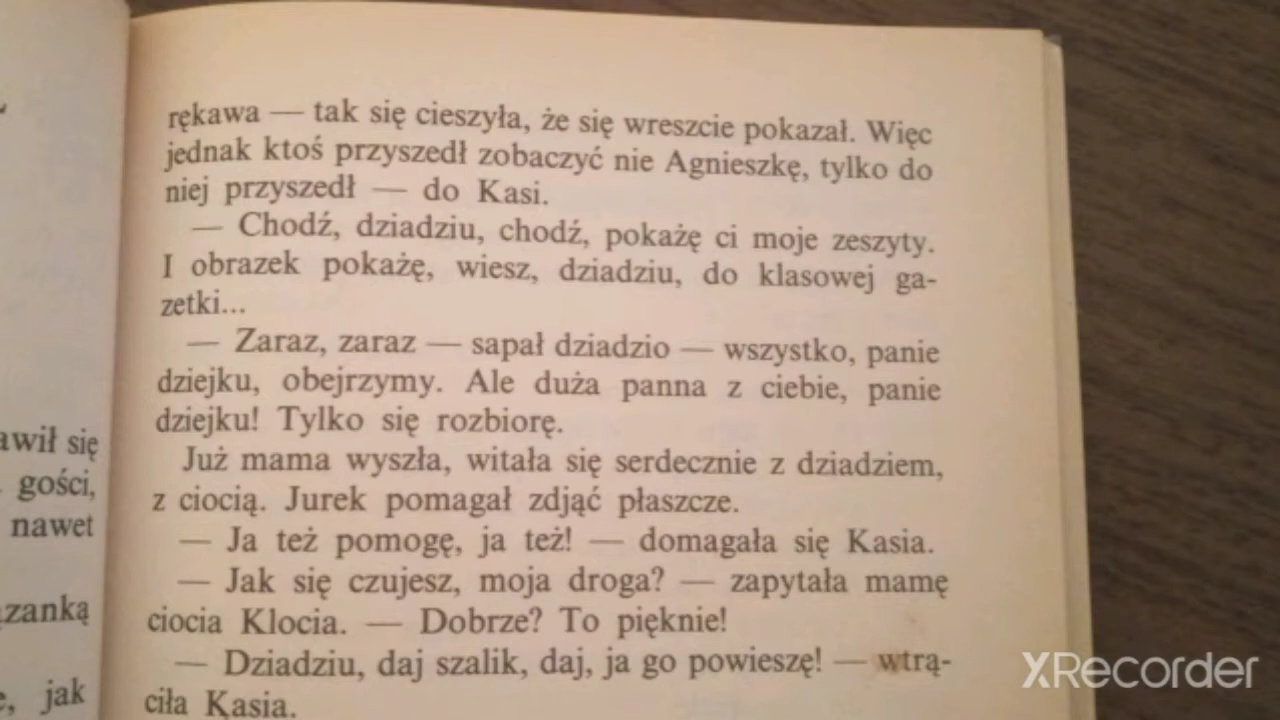 rękawa — tak się cieszyła, że się wreszcie pokazał. Więc
jednak ktoś przyszedł zobaczyć nie Agnieszkę, tylko do
niej przyszedł — do Kasi.
— Chodź, dziadziu, chodź, pokażę ci moje zeszyty.
I obrazek pokażę, wiesz, dziadziu, do klasowej ga-
zetki...
— Zaraz, zaraz — sapał dziadzio — wszystko, panie
dziejku, obejrzymy. Ale duża panna z ciebie, panie
dziejku! Tylko się rozbiorę.
Już mama wyszła, witała się serdecznie z dziadziem,
z ciocią. Jurek pomagał zdjąć płaszcze.
— Ja też pomogę, ja też! — domagała się Kasia.
— Jak się czujesz, moja droga? — zapytała mamę
ciocia Klocia. — Dobrze? To pięknie!
— Dziadziu, daj szalik, daj, ja go powieszę! — wtrą-
ciła Kasia.
się
gości,
nawet
jak
XRecorder